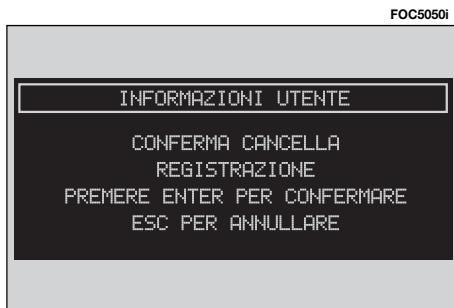 FOC5050i
INFORMAZIONI UTENTE
CONFERMA CANCELLA
REGISTRAZIONE
PREMERE ENTER PER CONFERMARE
ESC PER ANNULLARE